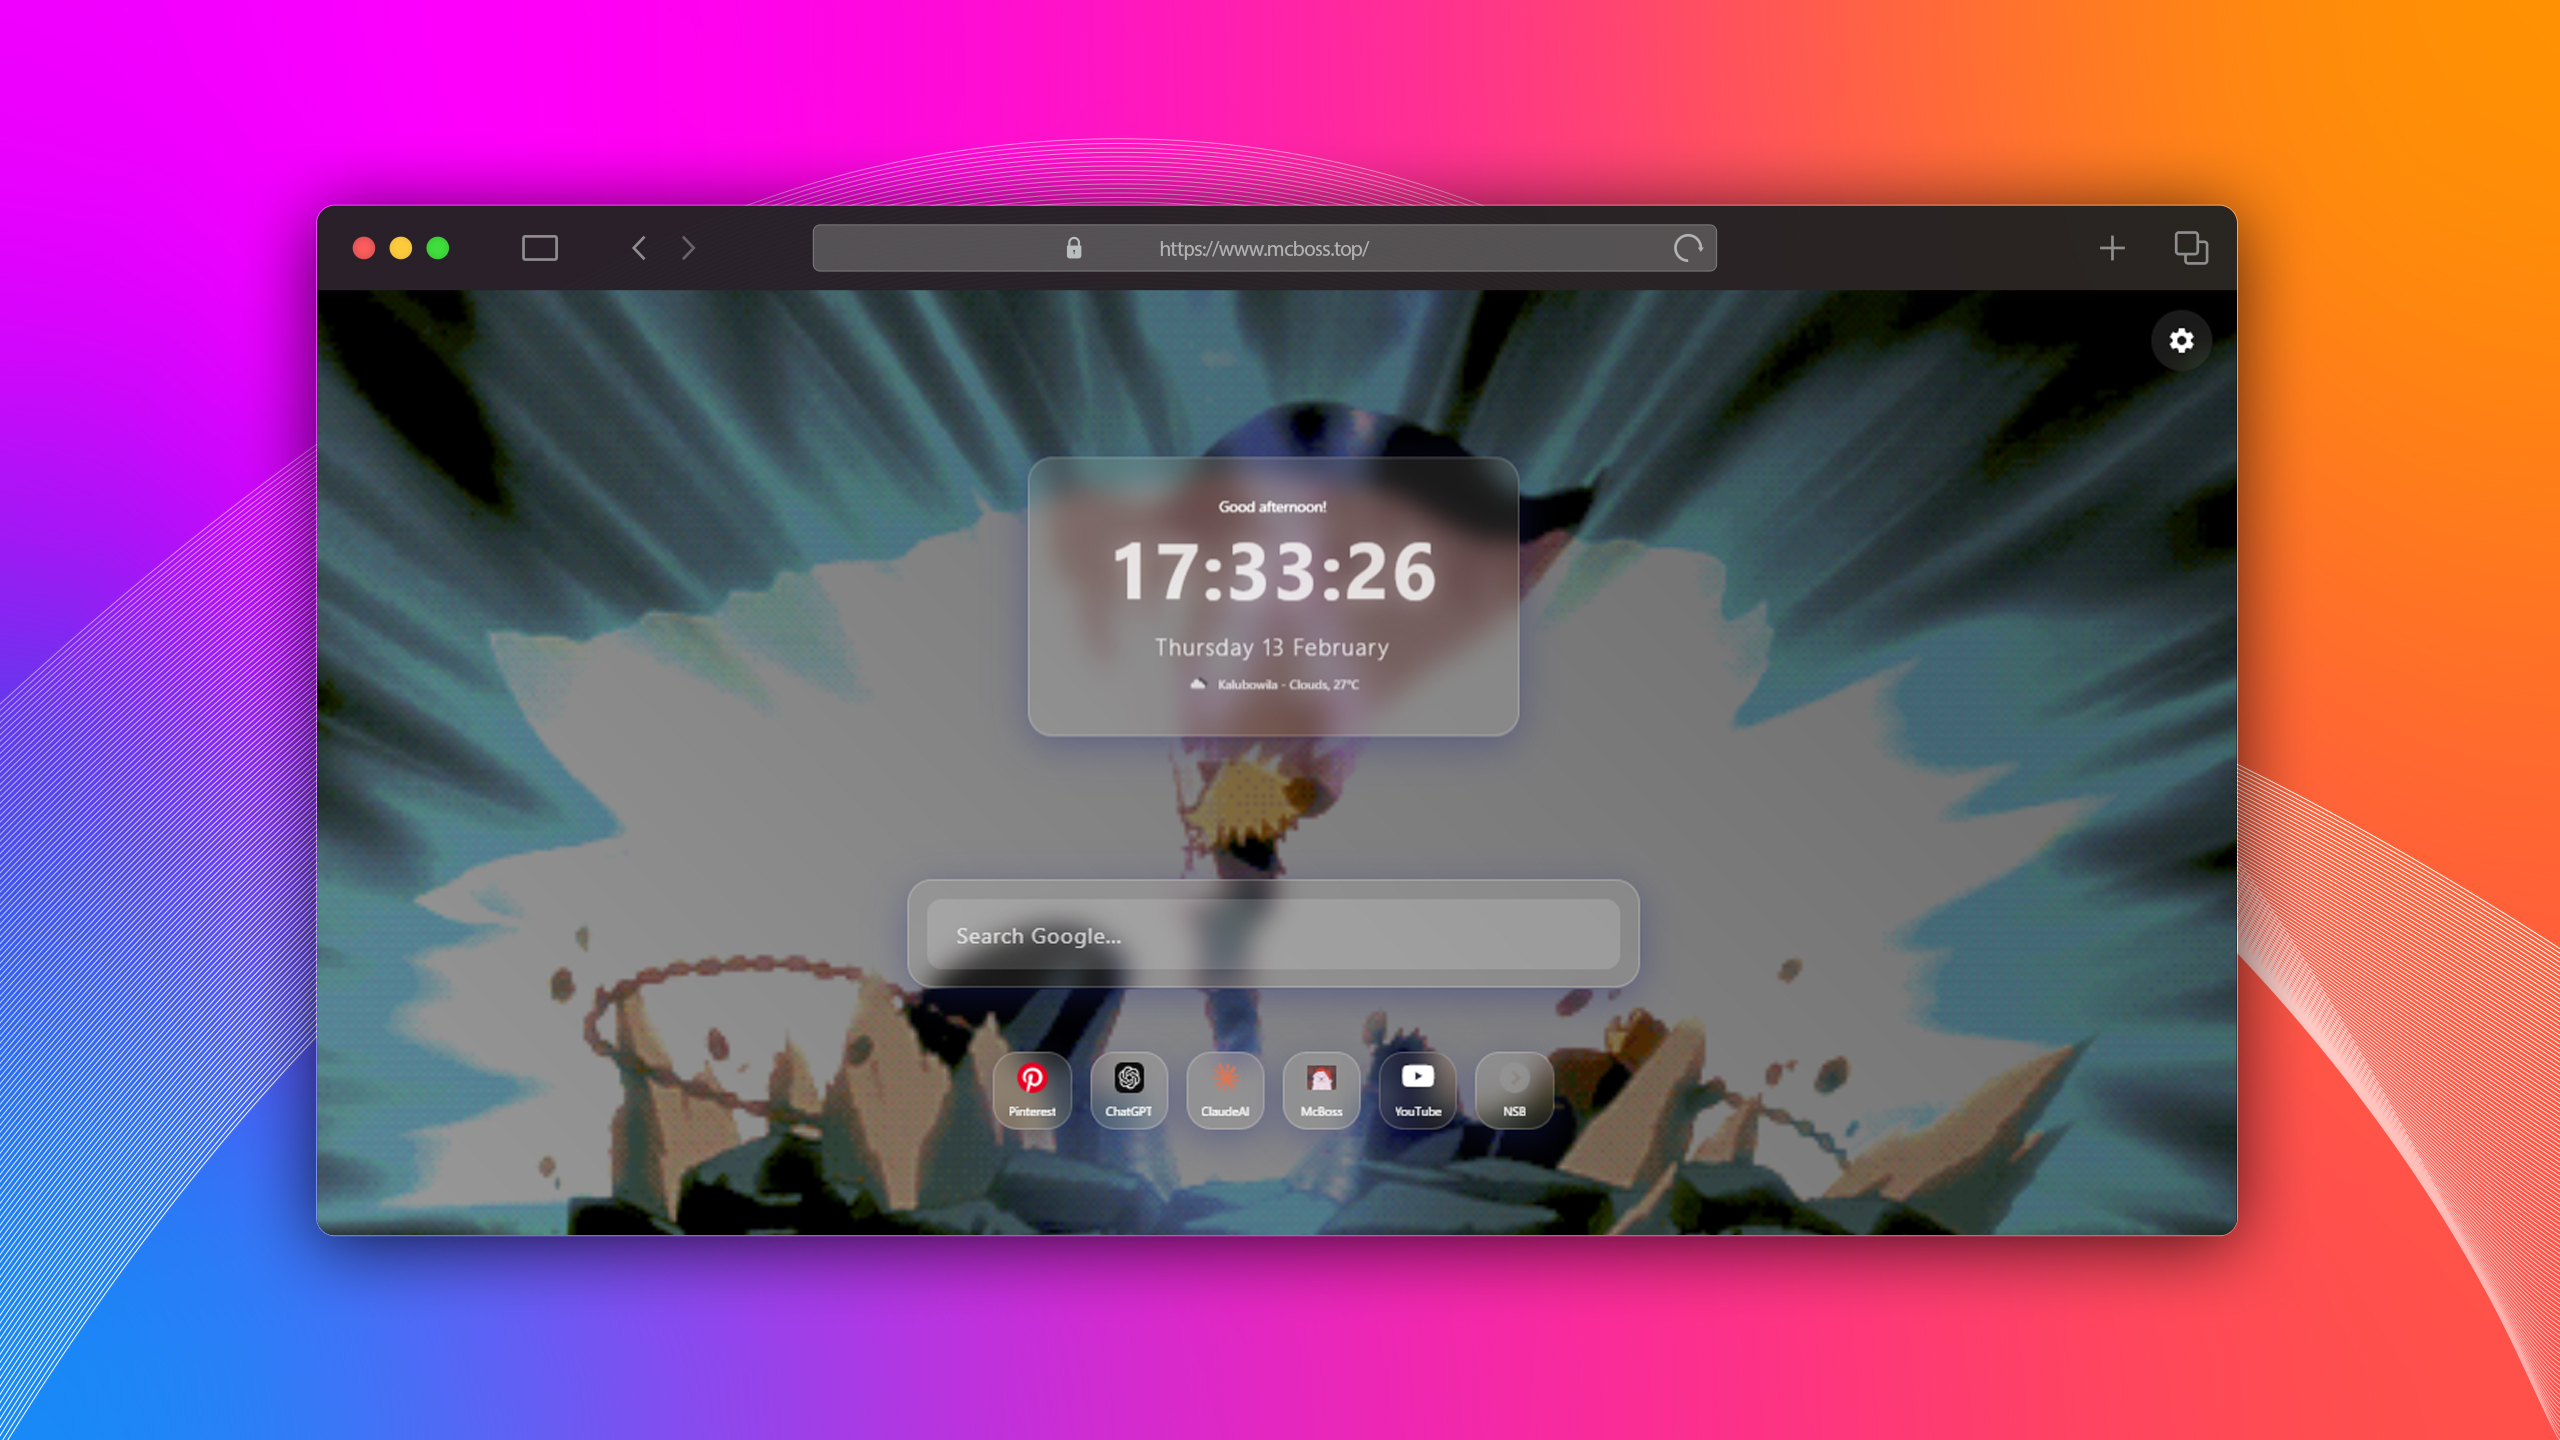 https://www.mcboss.top/
Good afternoon!
17:33:26
Thursday 13 February
Kalubowila - Clouds, 27°C
Search Google...
Pinterest
ChatGPT
ClaudeAI
McBoss
YouTube
NSB